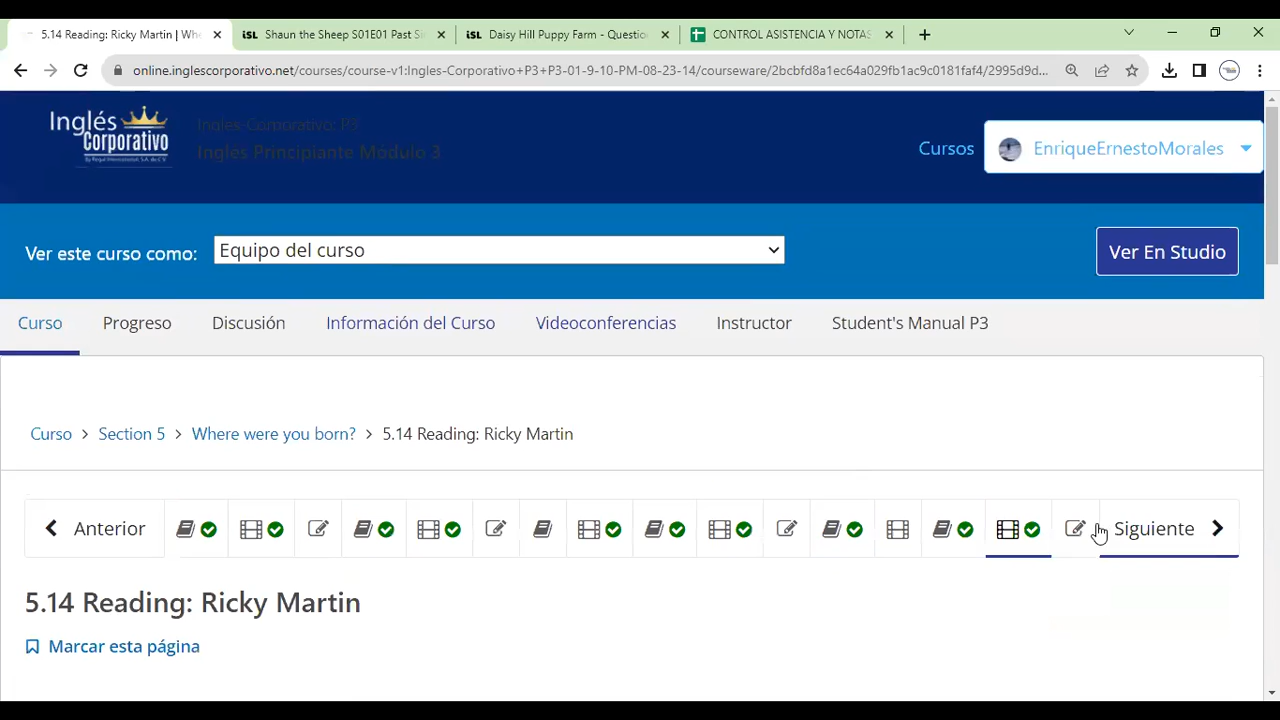 5.14 Reading: Ricky Martin | Whe
iSL Shaun the Sheep S01E01 Past Si
iSL Daisy Hill Puppy Farm - Questio
CONTROL ASISTENCIA Y NOTAS
online.inglescorporativo.net/courses/course-v1:Ingles-Corporativo+P3+P3-01-9-10-PM-08-23-14/courseware/2bcbfd8a1ec64a029fb1ac9c0181faf4/2995d9d...
Inglés
Corporativo
Ingles Corporativo: P3
Ingles Principiante Modulo 3
Cursos
EnriqueErnestoMorales
Ver este curso como:
Equipo del curso
Ver En Studio
Curso Progreso Discusión Información del Curso Videoconferencias Instructor Student's Manual P3
Curso > Section 5 > Where were you born? > 5.14 Reading: Ricky Martin
Anterior
Siguiente
5.14 Reading: Ricky Martin
Marcar esta página